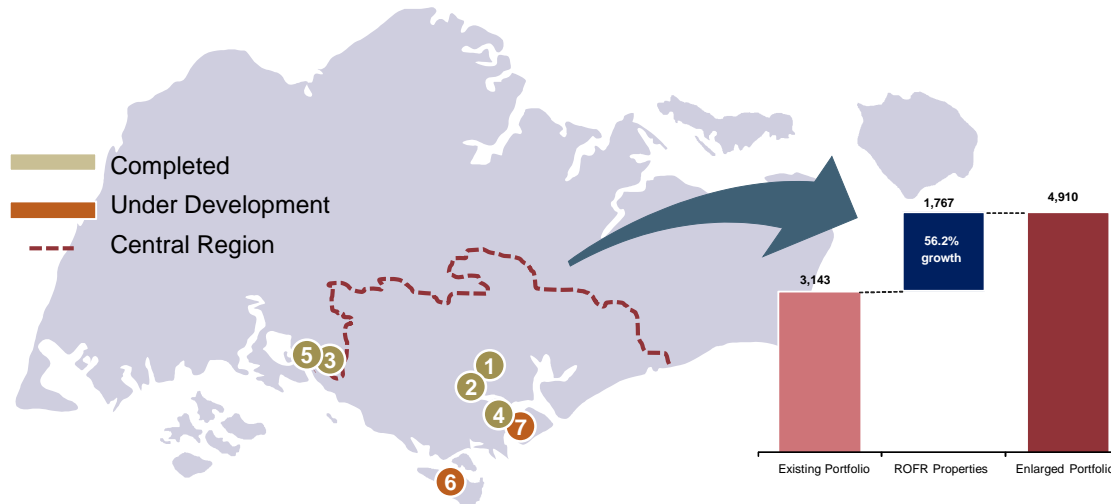 Completed
Under Development
Central Region
5
3
1
2
4
7
6
1,767
4,910
56.2%
growth
3,143
Existing Portfolio
ROFR Properties
Enlarged Portfolio